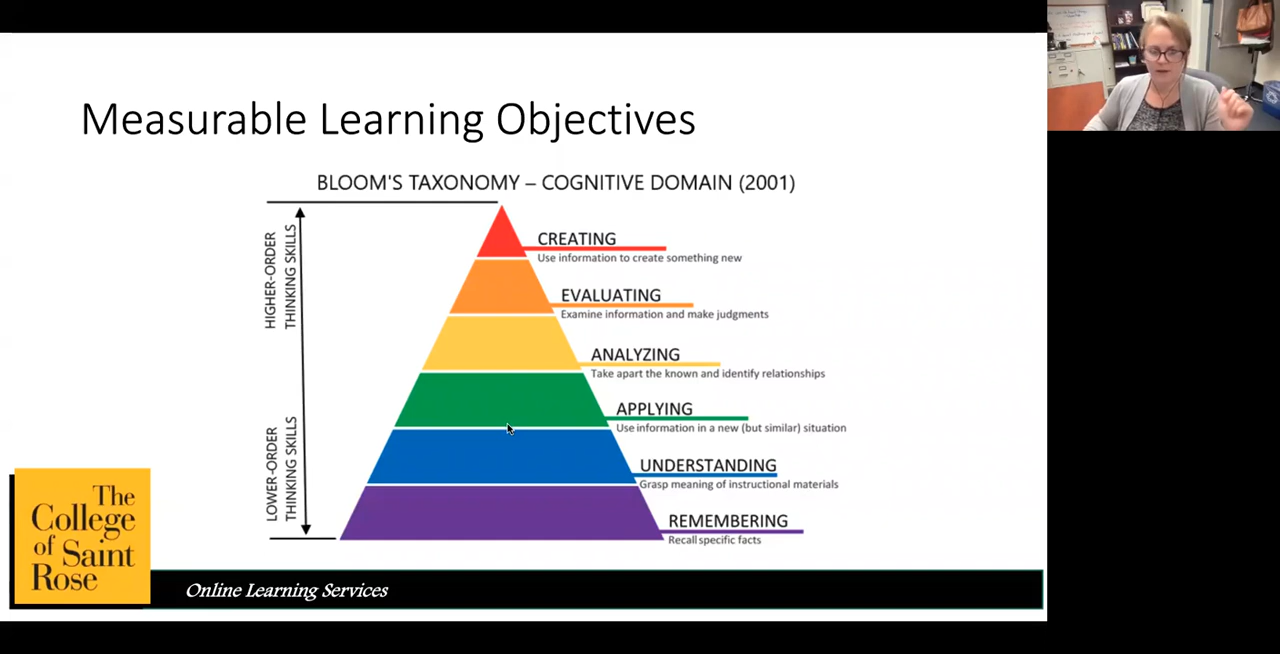 Measurable Learning Objectives
BLOOM'S TAXONOMY – COGNITIVE DOMAIN (2001)
HIGHER-ORDER
THINKING SKILLS
LOWER-ORDER
THINKING SKILLS
CREATING
Use information to create something new
EVALUATING
Examine information and make judgments
ANALYZING
Take apart the known and identify relationships
APPLYING
Use information in a new (but similar) situation
UNDERSTANDING
Grasp meaning of instructional materials
REMEMBERING
Recall specific facts
The
College
of Saint
Rose
Online Learning Services